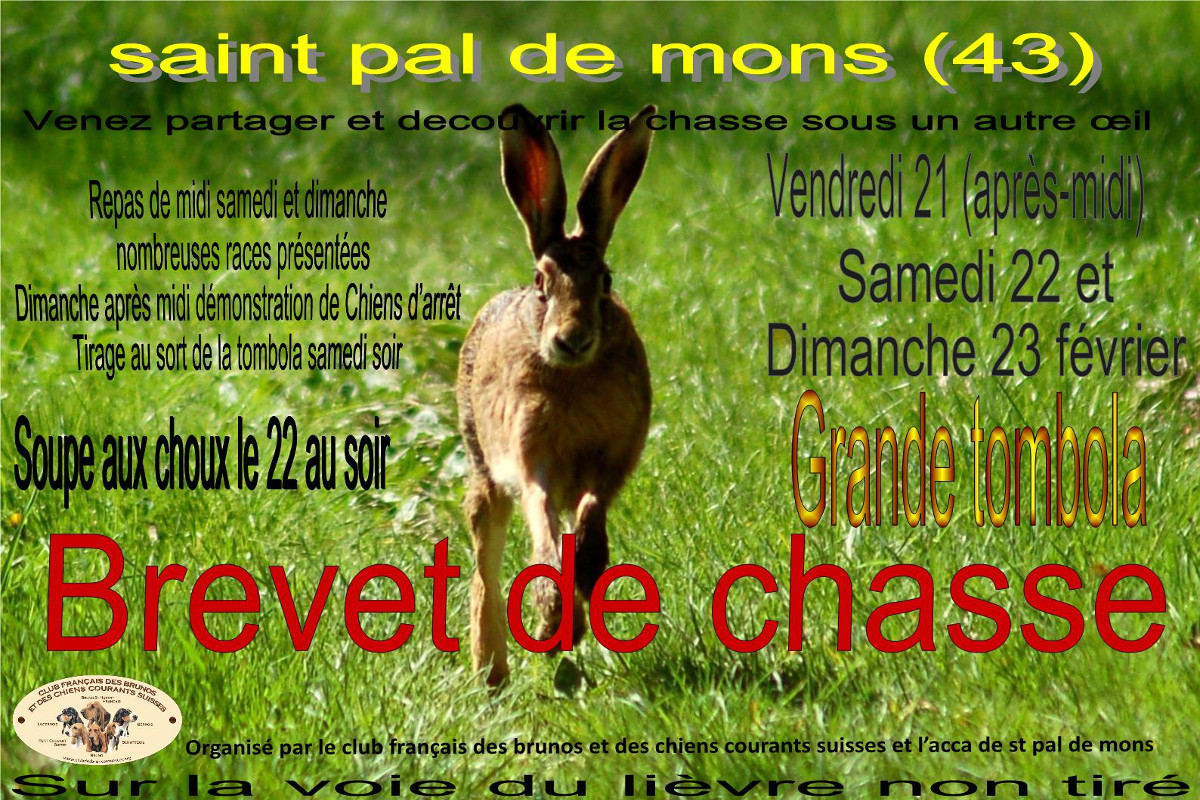 saint pal de mons (43)
Venez partager et decouvrir la chasse sous un autre œil
Repas de midi samedi et dimanche
nombreuses races présentées
Dimanche après midi démonstration de Chiens d'arrêt
Tirage au sort de la tombola samedi soir
Soupe aux choux le 22 au soir
Vendredi 21 (après-midi)
Samedi 22 et
Dimanche 23 février
Grande tombola
Brevet de chasse
CLUB FRANÇAIS DES BRUNOS
ET DES CHIENS COURANTS SUISSES
Organisé par le club français des brunos et des chiens courants suisses et l'acca de st pal de mons
Sur la voie du lièvre non tiré